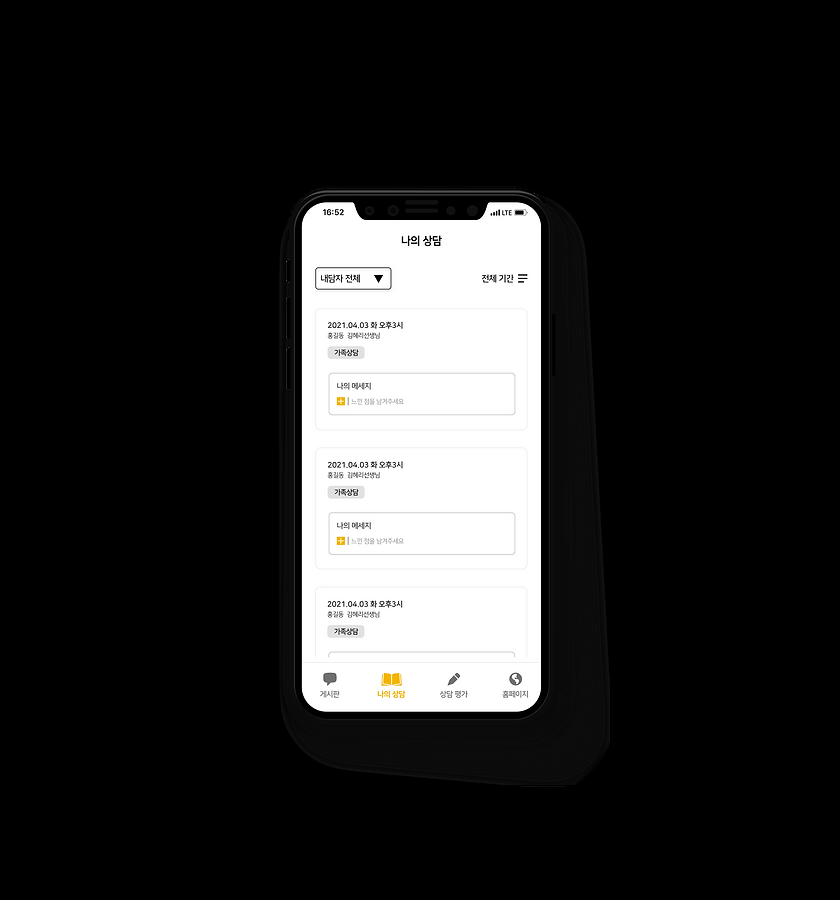 16:52
LTE
나의 상담
내담자 전체 ▼
전체 기간
2021.04.03 화 오후3시
홍길동 김혜리선생님
가족상담
나의 메세지
느낀 점을 남겨주세요
2021.04.03 화 오후3시
홍길동 김혜리선생님
가족상담
나의 메세지
느낀 점을 남겨주세요
2021.04.03 화 오후3시
홍길동 김혜리선생님
가족상담
게시판
나의 상담
상담 평가
홈페이지